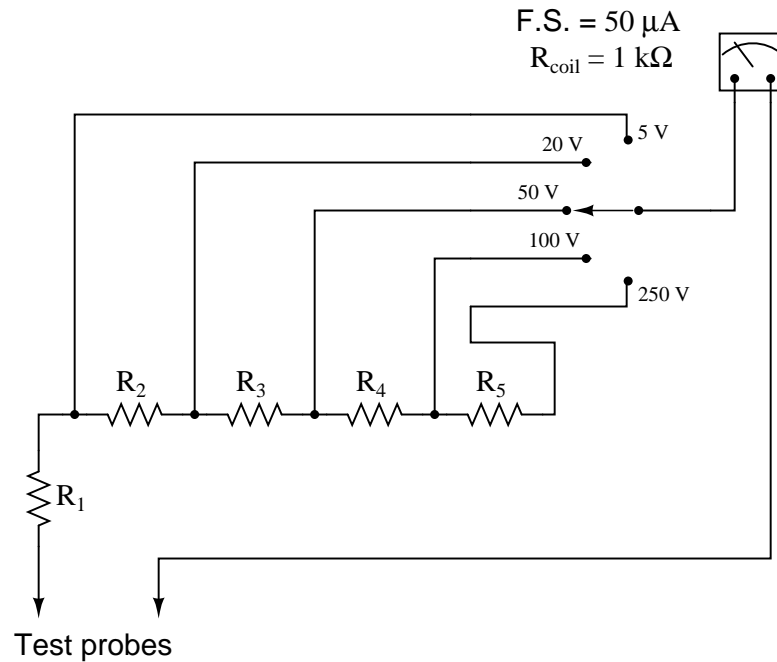 F.S. = 50 μA
R_coil = 1 kΩ
5 V
20 V
50 V
100 V
250 V
R₂ R₃ R₄ R₅
R₁
Test probes